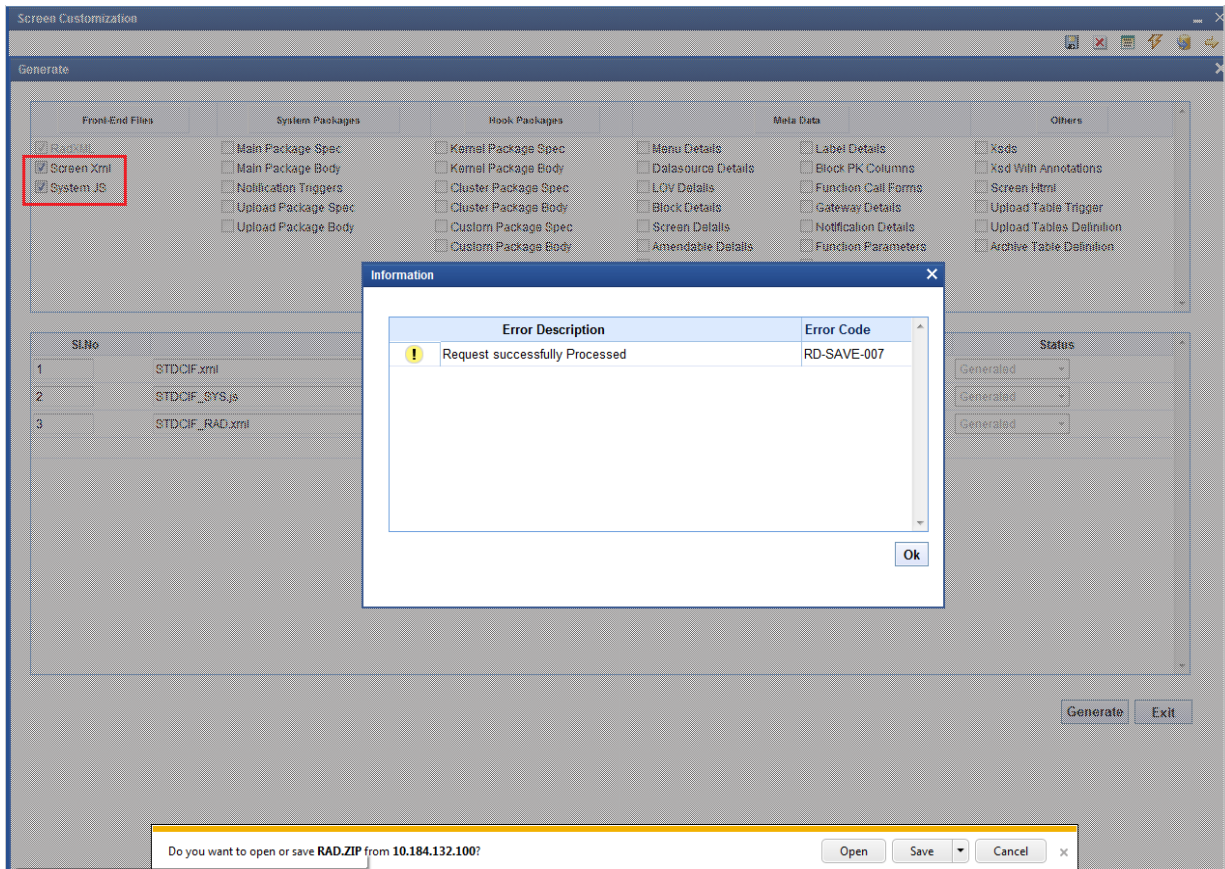 Screen Customization
Generate
Front-End Files System Packages Hook Packages Meta Data Others
RadXML Main Package Spec Kernel Package Spec Menu Details Label Details Xsds
Screen Xml Main Package Body Kernel Package Body Datasource Details Block PK Columns Xsd With Annotations
System JS Notification Triggers Cluster Package Spec LOV Details Function Call Forms Screen Html
Upload Package Spec Cluster Package Body Block Details Gateway Details Upload Table Trigger
Upload Package Body Custom Package Spec Screen Details Notification Details Upload Tables Definition
Custom Package Body Amendable Details Function Parameters Archive Table Definition
Information
Error Description Error Code
Request successfully Processed RD-SAVE-007
Ok
Sl.No Status
1 STDCIF.xml Generated
2 STDCIF_SYS.js Generated
3 STDCIF_RAD.xml Generated
Generate Exit
Do you want to open or save RAD.ZIP from 10.184.132.100? Open Save Cancel